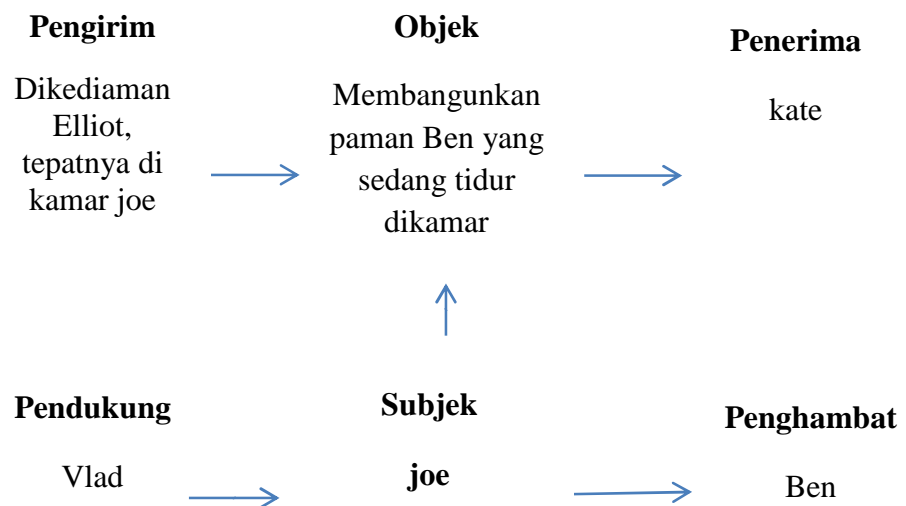 Pengirim
Dikediaman
Elliot,
tepatnya di
kamar joe
Objek
Membangunkan
paman Ben yang
sedang tidur
dikamar
Penerima
kate
Pendukung
Vlad
Subjek
joe
Penghambat
Ben